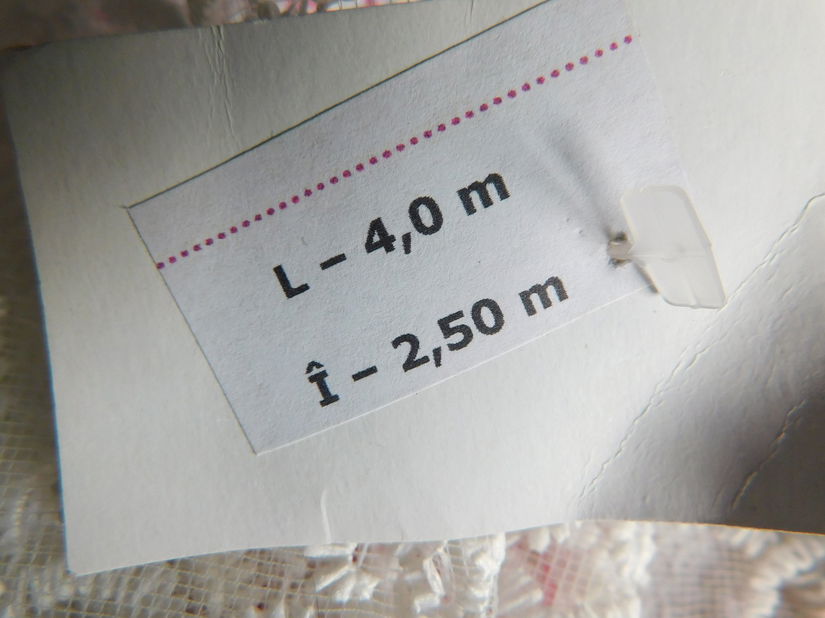 L – 4,0 m
Î – 2,50 m